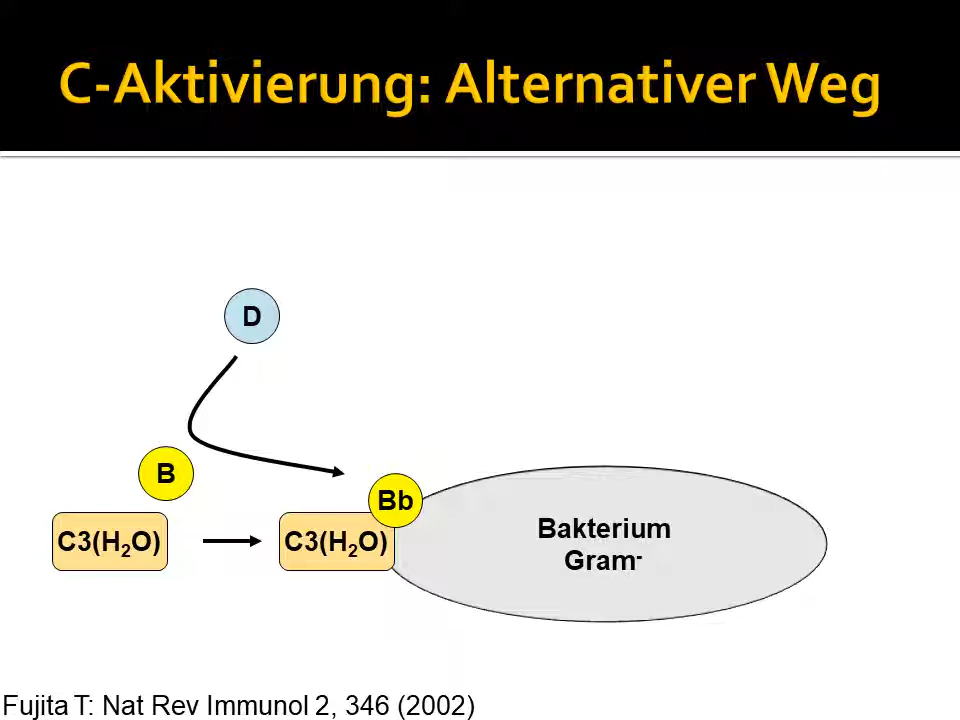 C-Aktivierung: Alternativer Weg
D
B
Bb
C3(H₂O)
C3(H₂O)
Bakterium
Gram⁻
Fujita T: Nat Rev Immunol 2, 346 (2002)